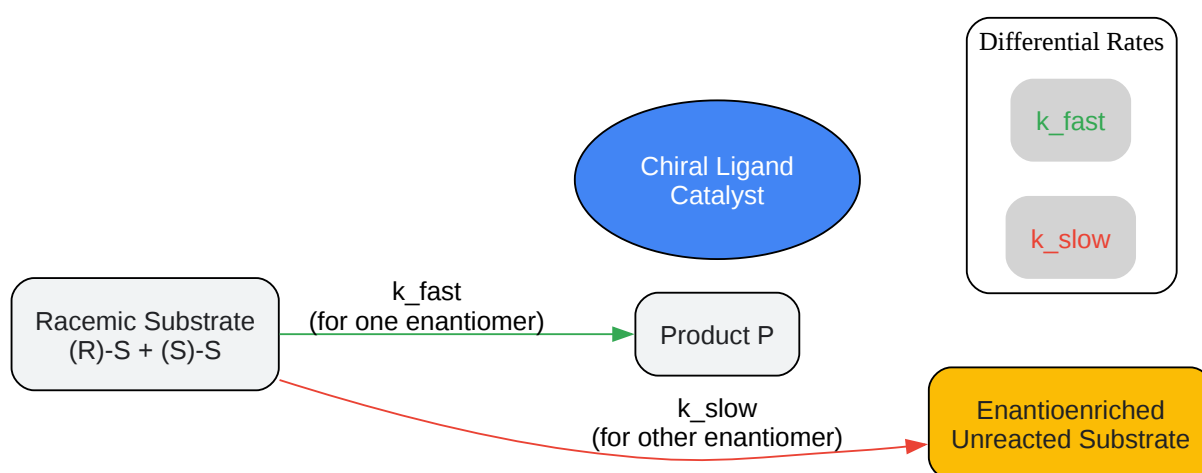 Differential Rates
k_fast
k_slow
Chiral Ligand
Catalyst
Racemic Substrate
(R)-S + (S)-S
k_fast
(for one enantiomer)
Product P
k_slow
(for other enantiomer)
Enantioenriched
Unreacted Substrate